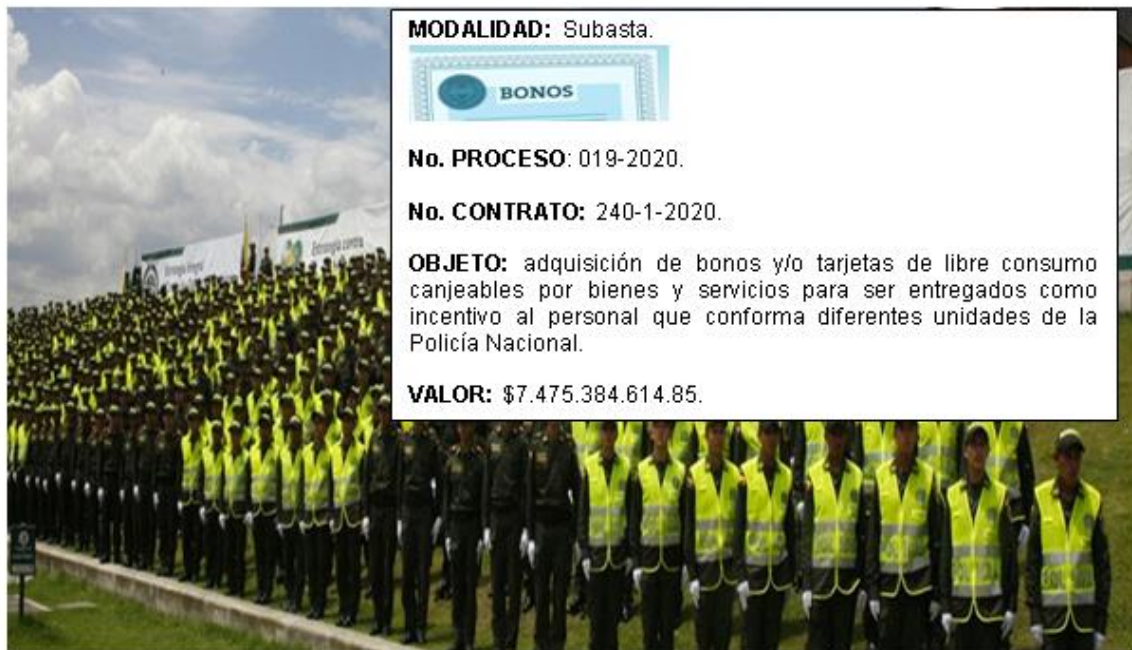 MODALIDAD: Subasta.
BONOS
No. PROCESO: 019-2020.
No. CONTRATO: 240-1-2020.
OBJETO: adquisición de bonos y/o tarjetas de libre consumo
canjeables por bienes y servicios para ser entregados como
incentivo al personal que conforma diferentes unidades de la
Policía Nacional.
VALOR: $7.475.384.614.85.